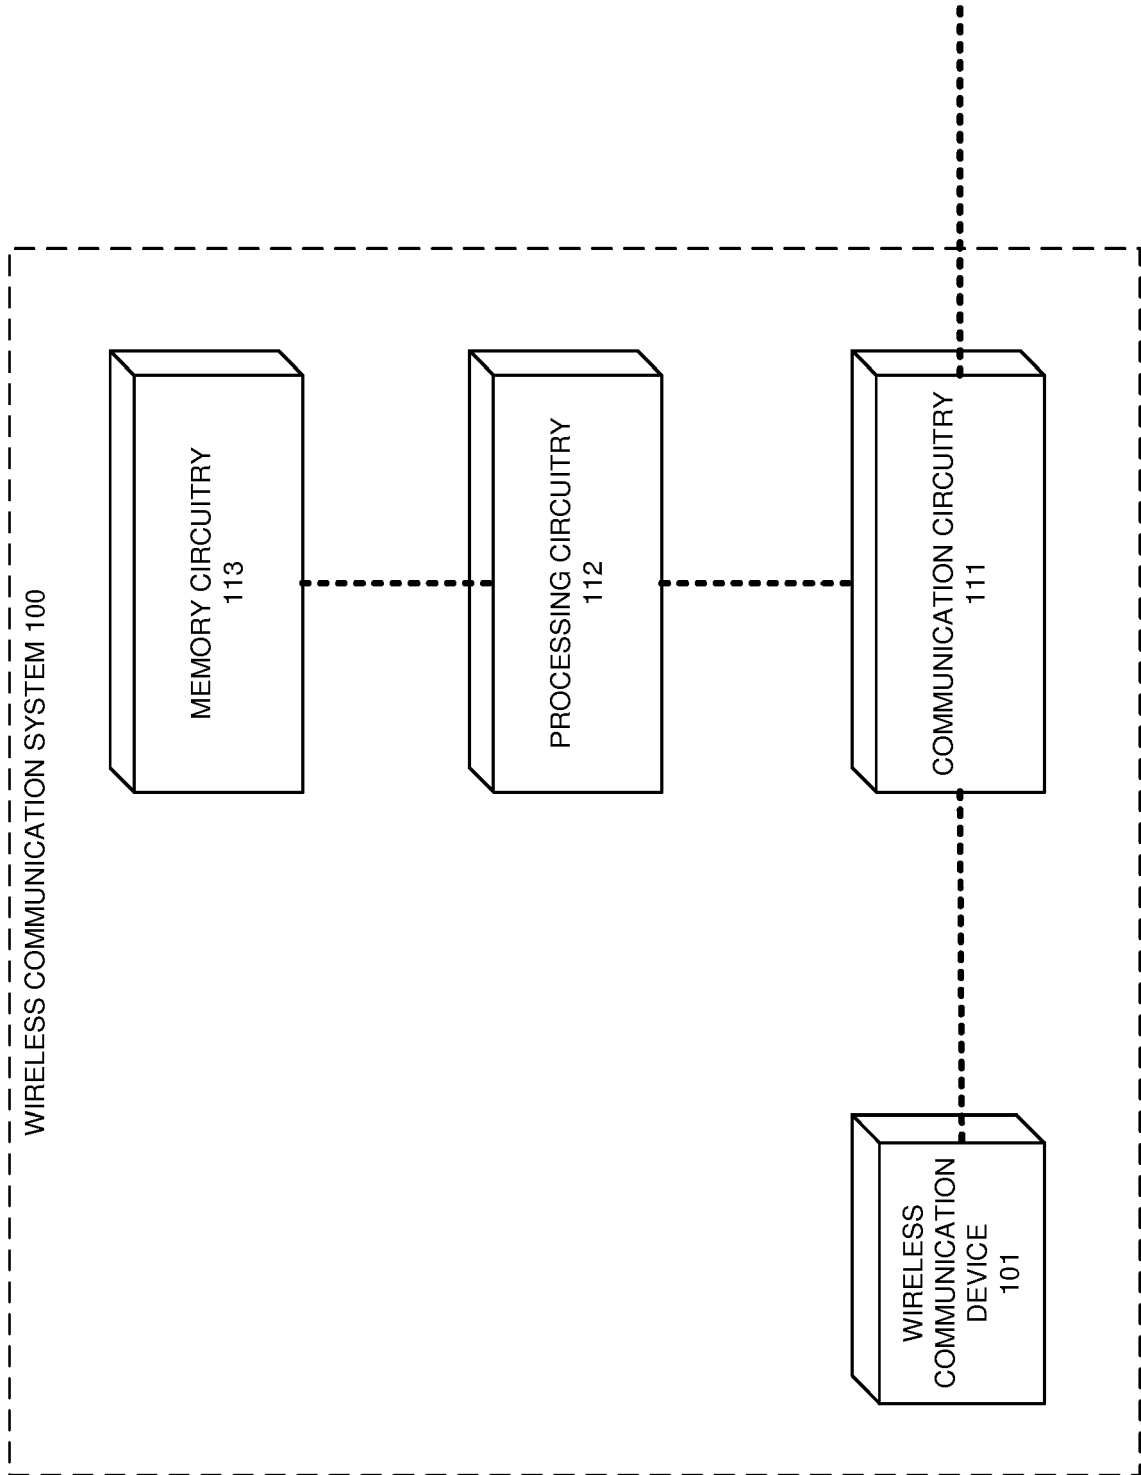 WIRELESS COMMUNICATION SYSTEM 100
MEMORY CIRCUITRY
113
PROCESSING CIRCUITRY
112
WIRELESS
COMMUNICATION
DEVICE
101
COMMUNICATION CIRCUITRY
111